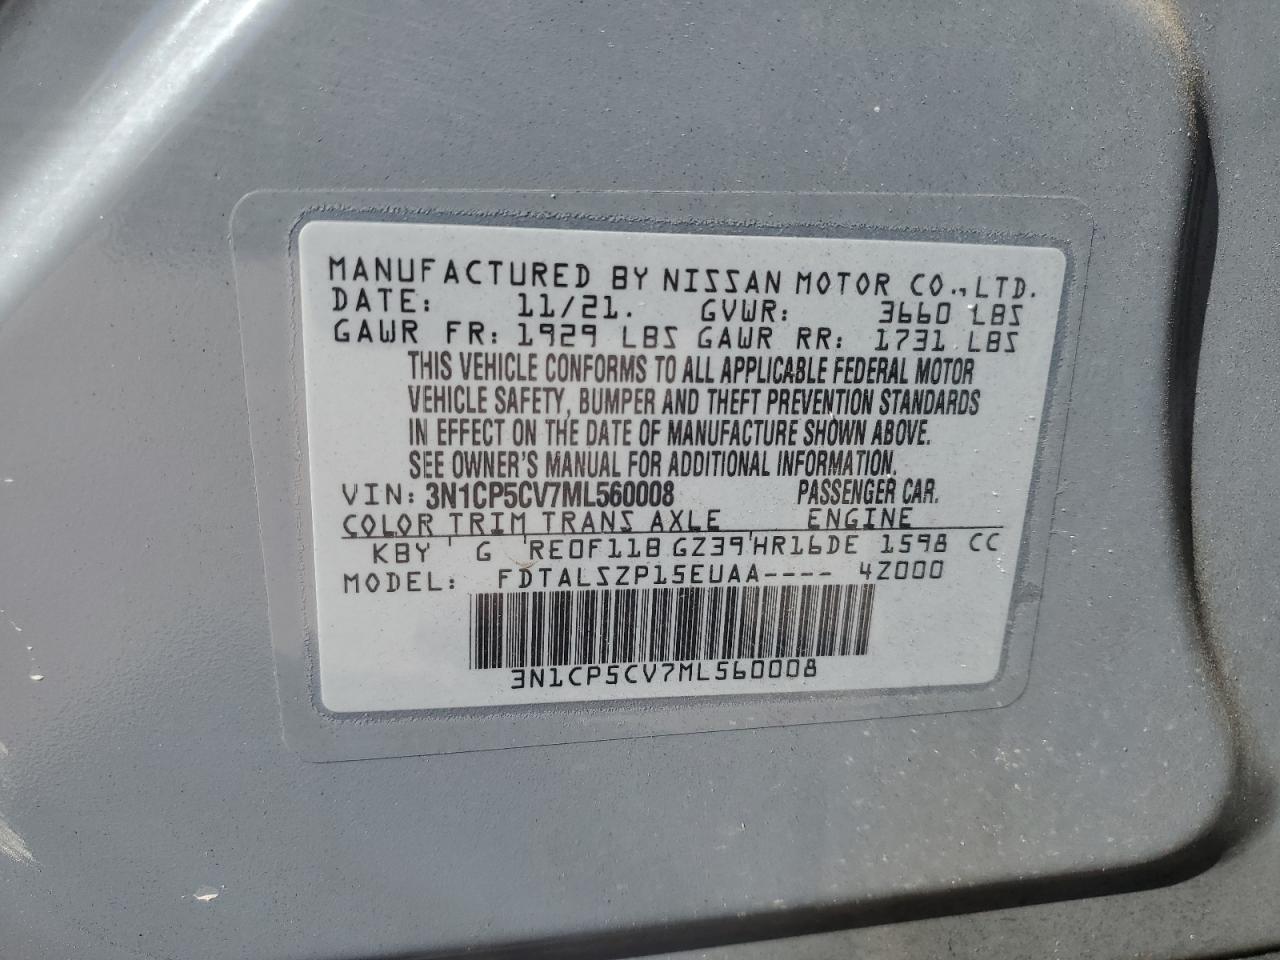 MANUFACTURED BY NISSAN MOTOR CO., LTD.
DATE: 11/21. GVWR: 3660 LBS
GAWR FR: 1929 LBS GAWR RR: 1731 LBS
THIS VEHICLE CONFORMS TO ALL APPLICABLE FEDERAL MOTOR
VEHICLE SAFETY, BUMPER AND THEFT PREVENTION STANDARDS
IN EFFECT ON THE DATE OF MANUFACTURE SHOWN ABOVE.
SEE OWNER'S MANUAL FOR ADDITIONAL INFORMATION.
VIN: 3N1CP5CV7ML560008 PASSENGER CAR.
COLOR TRIM TRANS AXLE ENGINE
KBY G RE0F11B GZ39 HR16DE 1598 CC
MODEL: FDTALSZP15EUAA---- 4Z000
3N1CP5CV7ML560008